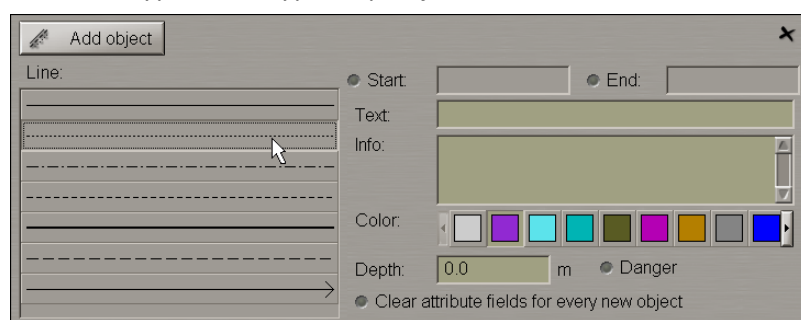 Add object
Line:
Start:
End:
Text:
Info:
Color:
Depth: 0.0 m
Danger
Clear attribute fields for every new object